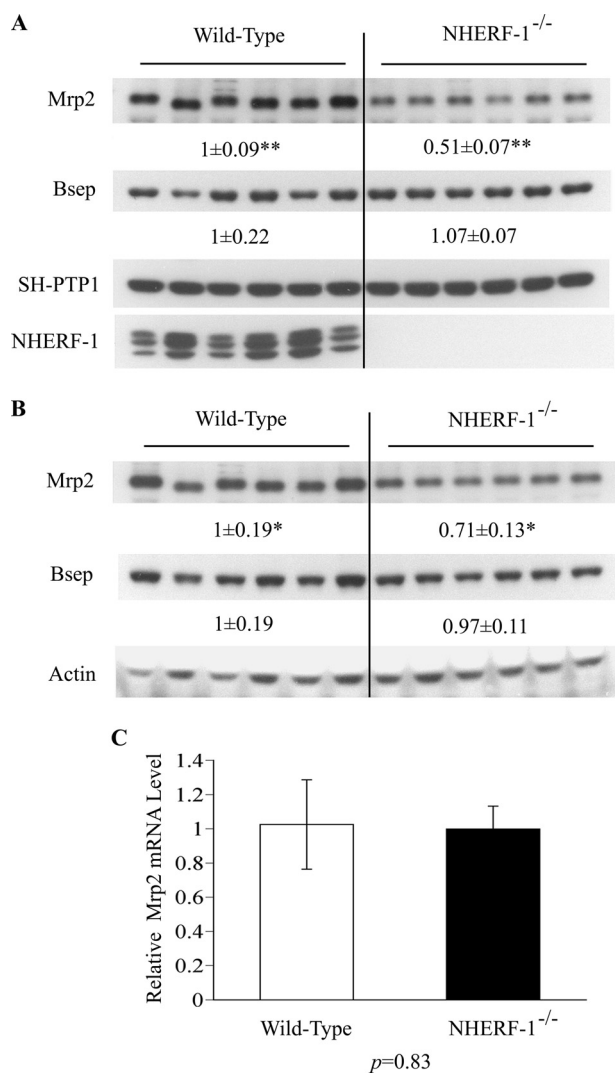 A
Wild-Type NHERF-1-/-
Mrp2
1±0.09** 0.51±0.07**
Bsep
1±0.22 1.07±0.07
SH-PTP1
NHERF-1
B
Wild-Type NHERF-1-/-
Mrp2
1±0.19* 0.71±0.13*
Bsep
1±0.19 0.97±0.11
Actin
C
Relative Mrp2 mRNA Level
1.4
1.2
1
0.8
0.6
0.4
0.2
0
Wild-Type NHERF-1-/-
p=0.83